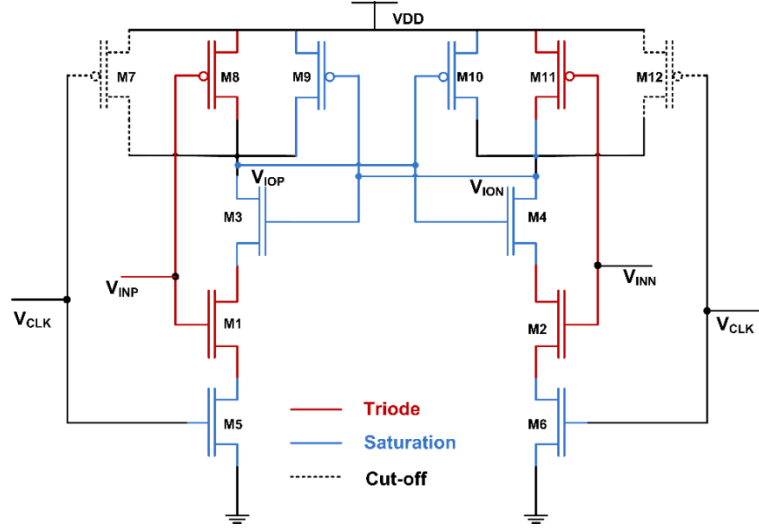 VDD
M7 M8 M9 M10 M11 M12
VIOP VION
M3 M4
VINP VINN
VCLK M1 M2 VCLK
M5 Triode M6
Saturation
Cut-off